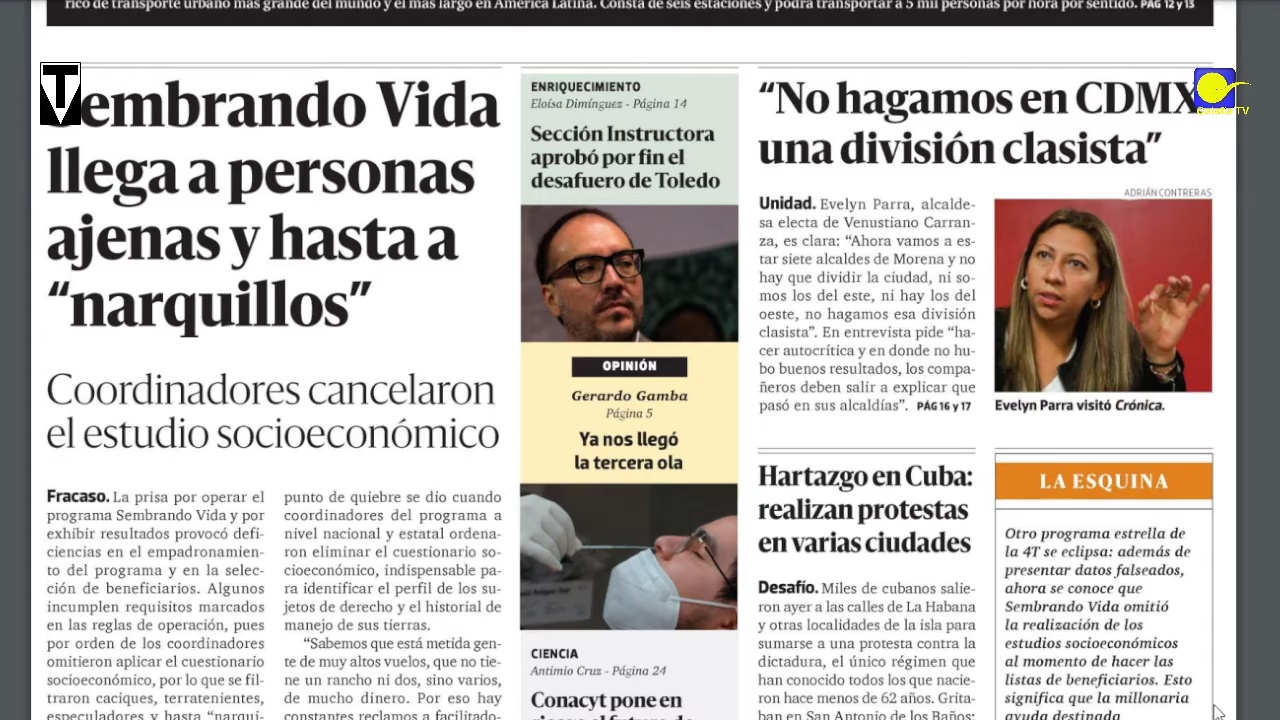 rico de transporte urbano más grande del mundo y el más largo en América Latina. Consta de seis estaciones y podrá transportar a 5 mil personas por hora por sentido. PÁG 12 y 13
T
Sembrando Vida
llega a personas
ajenas y hasta a
“narquillos”
Coordinadores cancelaron
el estudio socioeconómico
Fracaso. La prisa por operar el
programa Sembrando Vida y por
exhibir resultados provocó defi-
ciencias en el empadronamien-
to del programa y en la selec-
ción de beneficiarios. Algunos
incumplen requisitos marcados
en las reglas de operación, pues
por orden de los coordinadores
omitieron aplicar el cuestionario
socioeconómico, por lo que se fil-
traron caciques, terratenientes,
especuladores y hasta “narqui-
punto de quiebre se dio cuando
coordinadores del programa a
nivel nacional y estatal ordena-
ron eliminar el cuestionario so-
cioeconómico, indispensable pa-
ra identificar el perfil de los su-
jetos de derecho y el historial de
manejo de sus tierras.
“Sabemos que está metida gen-
te de muy altos vuelos, que no tie-
ne un rancho ni dos, sino varios,
de mucho dinero. Por eso hay
constantes reclamos a facilitado-
ENRIQUECIMIENTO
Eloísa Dimínguez - Página 14
Sección Instructora
aprobó por fin el
desafuero de Toledo
OPINIÓN
Gerardo Gamba
Página 5
Ya nos llegó
la tercera ola
CIENCIA
Antimio Cruz - Página 24
Conacyt pone en
“No hagamos en CDMX
una división clasista”
Unidad. Evelyn Parra, alcalde-
sa electa de Venustiano Carran-
za, es clara: “Ahora vamos a es-
tar siete alcaldes de Morena y no
hay que dividir la ciudad, ni so-
mos los del este, ni hay los del
oeste, no hagamos esa división
clasista”. En entrevista pide “ha-
cer autocrítica y en donde no hu-
bo buenos resultados, los compa-
ñeros deben salir a explicar que
pasó en sus alcaldías”. PÁG 16 y 17
ADRIÁN CONTRERAS
Evelyn Parra visitó Crónica.
Hartazgo en Cuba:
realizan protestas
en varias ciudades
Desafío. Miles de cubanos salie-
ron ayer a las calles de La Habana
y otras localidades de la isla para
sumarse a una protesta contra la
dictadura, el único régimen que
han conocido todos los que nacie-
ron hace menos de 62 años. Grita-
ban en San Antonio de los Baños:
LA ESQUINA
Otro programa estrella de
la 4T se eclipsa: además de
presentar datos falseados,
ahora se conoce que
Sembrando Vida omitió
la realización de los
estudios socioeconómicos
al momento de hacer las
listas de beneficiarios. Esto
significa que la millonaria
ayuda destinada